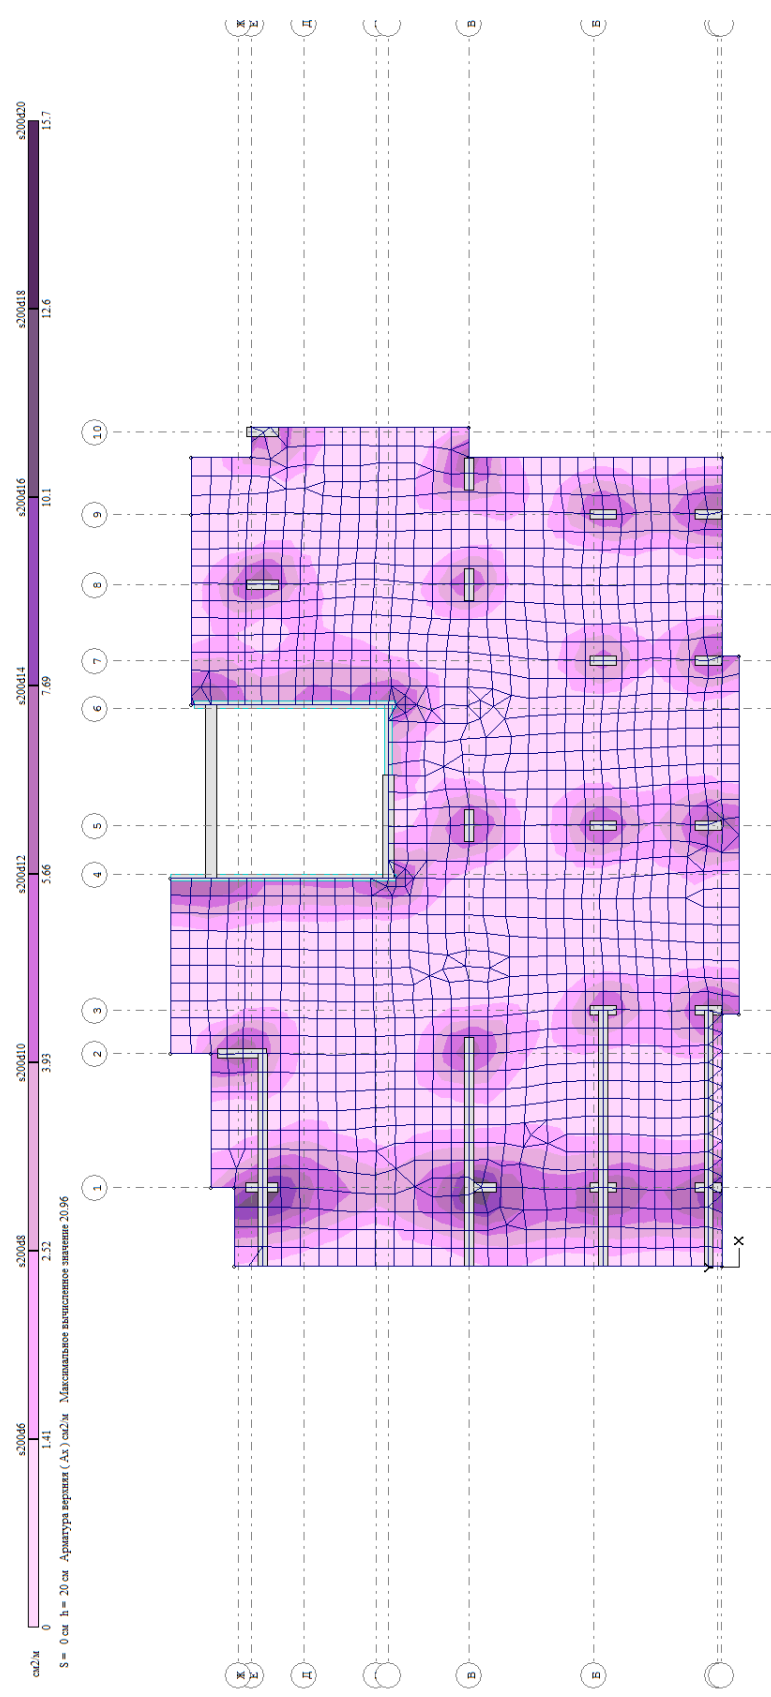 s200d6 s200d8 s200d10 s200d12 s200d14 s200d16 s200d18 s200d20
см2/м 0 1.41 2.52 3.93 5.66 7.69 10.1 12.6 15.7
S = 0 см h = 20 см Арматура верхняя ( Ах ) см2/м Максимальное вычисленное значение 20.96
1 2 3 4 5 6 7 8 9 10
Ж Е Д В Б
Ж Е Д В Б
Y X